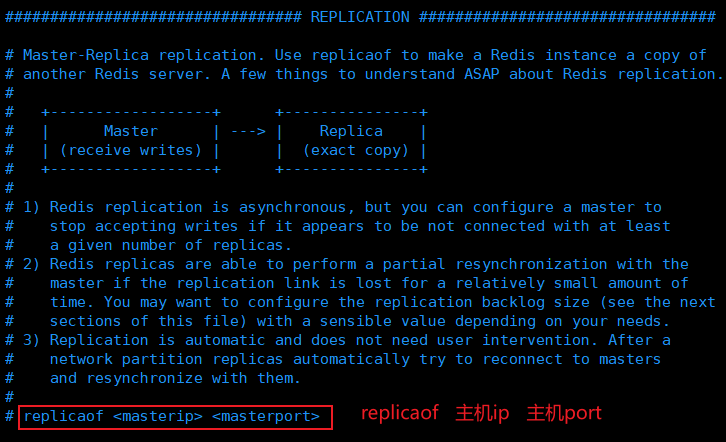 ################################# REPLICATION #################################
# Master-Replica replication. Use replicaof to make a Redis instance a copy of
# another Redis server. A few things to understand ASAP about Redis replication.
#
#   +------------------+      +---------------+
#   |      Master      | ---> |    Replica    |
#   | (receive writes) |      |  (exact copy) |
#   +------------------+      +---------------+
#
# 1) Redis replication is asynchronous, but you can configure a master to
#    stop accepting writes if it appears to be not connected with at least
#    a given number of replicas.
# 2) Redis replicas are able to perform a partial resynchronization with the
#    master if the replication link is lost for a relatively small amount of
#    time. You may want to configure the replication backlog size (see the next
#    sections of this file) with a sensible value depending on your needs.
# 3) Replication is automatic and does not need user intervention. After a
#    network partition replicas automatically try to reconnect to masters
#    and resynchronize with them.
#
# replicaof <masterip> <masterport> replicaof 主机ip 主机port